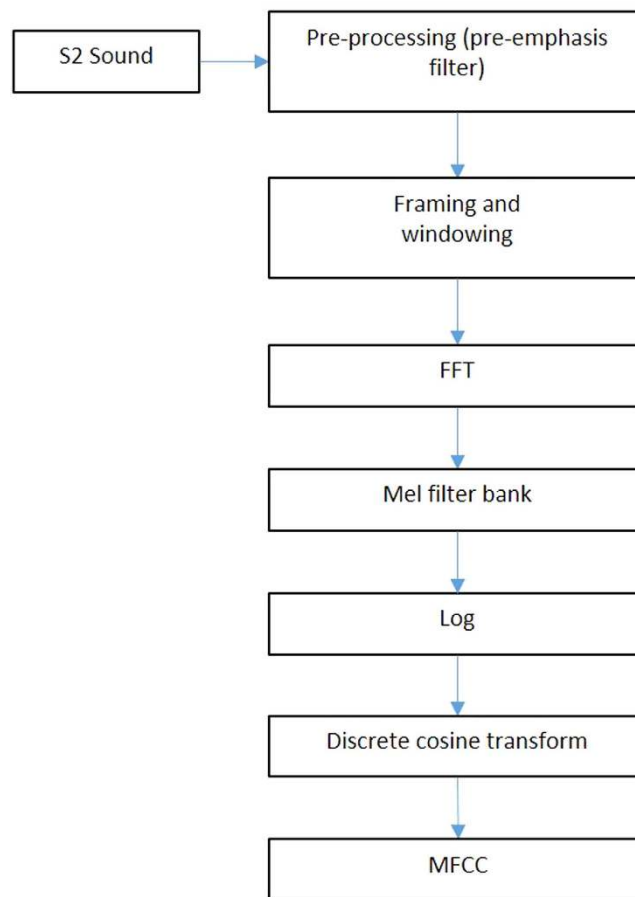 S2 Sound
Pre-processing (pre-emphasis
filter)
Framing and
windowing
FFT
Mel filter bank
Log
Discrete cosine transform
MFCC